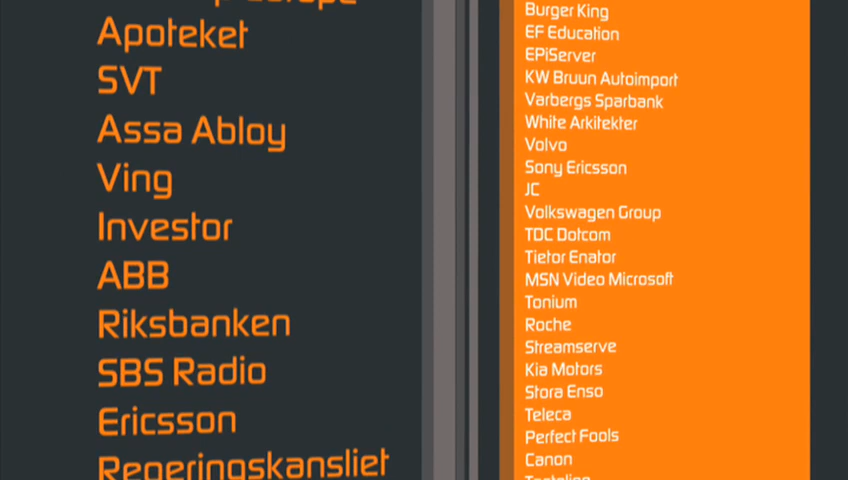 Apoteket
SVT
Assa Abloy
Ving
Investor
ABB
Riksbanken
SBS Radio
Ericsson
Regeringskansliet
Burger King
EF Education
EPiServer
KW Bruun Autoimport
Varbergs Sparbank
White Arkitekter
Volvo
Sony Ericsson
JC
Volkswagen Group
TDC Dotcom
Tietor Enator
MSN Video Microsoft
Tonium
Roche
Streamserve
Kia Motors
Stora Enso
Teleca
Perfect Fools
Canon